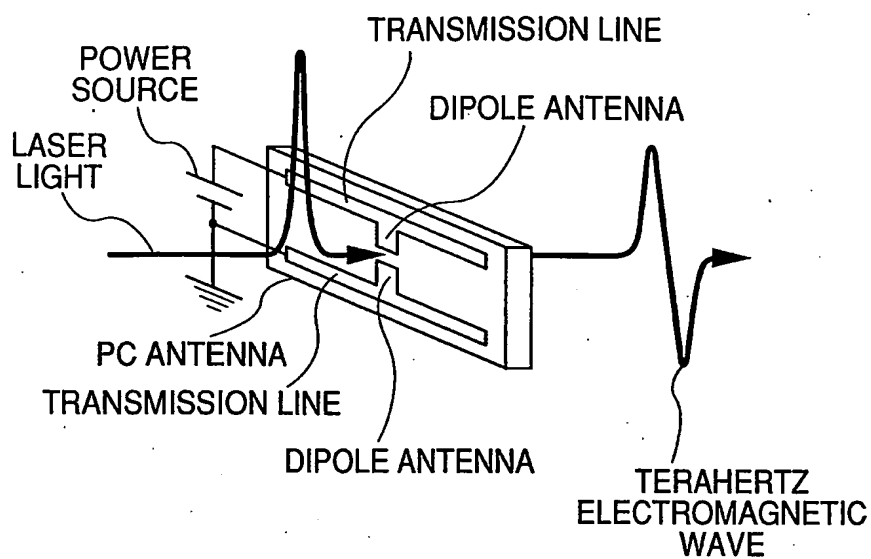 TRANSMISSION LINE
POWER
SOURCE
DIPOLE ANTENNA
LASER
LIGHT
PC ANTENNA
TRANSMISSION LINE
DIPOLE ANTENNA
TERAHERTZ
ELECTROMAGNETIC
WAVE